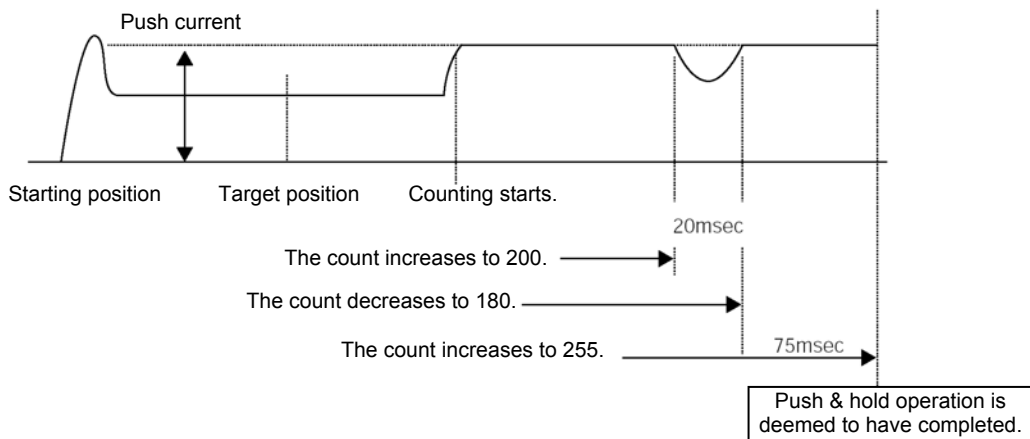 Push current
Starting position
Target position
Counting starts.
20msec
The count increases to 200.
The count decreases to 180.
The count increases to 255.
75msec
Push & hold operation is
deemed to have completed.